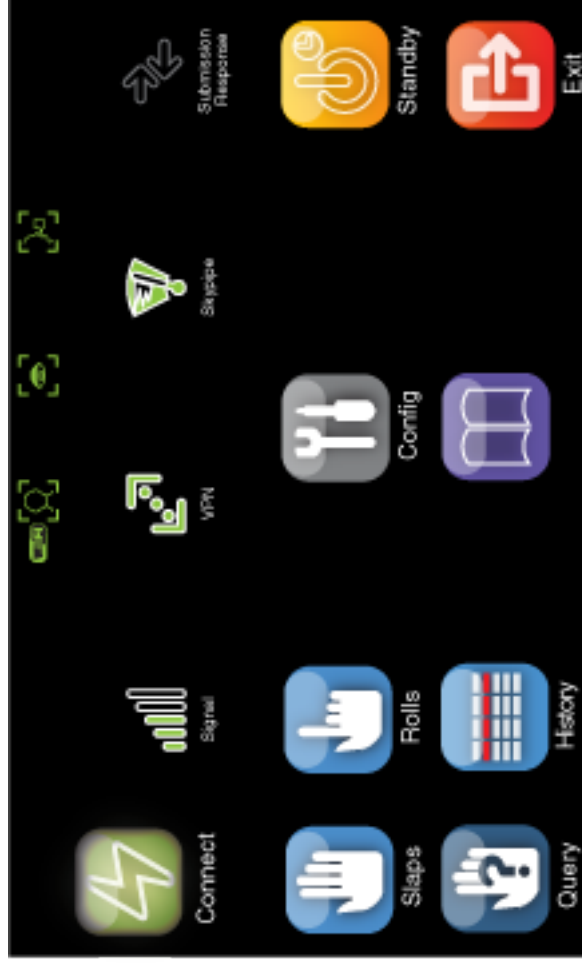 Connect
Signal
VPN
Skypipe
Submission
Response
Slaps
Rolls
Config
Standby
Query
History
Exit